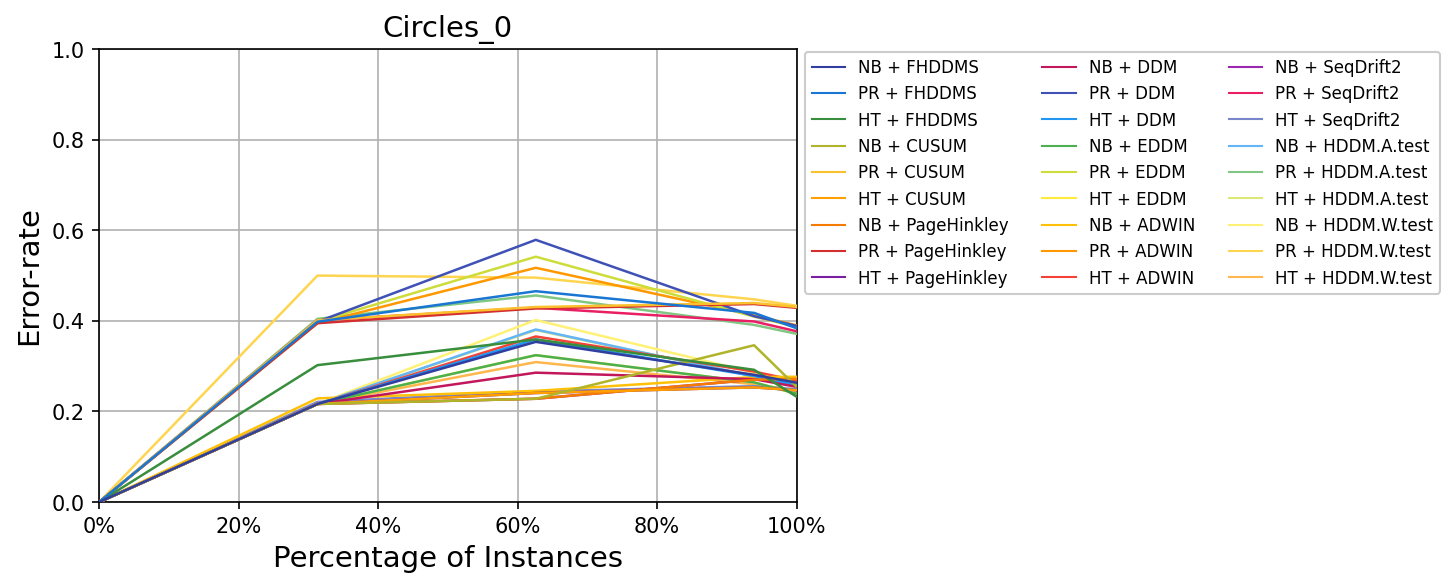 Circles_0
1.0
0.8
0.6
0.4
0.2
0.0
Error-rate
0%
20%
40%
60%
80%
100%
Percentage of Instances
NB + FHDDMS
PR + FHDDMS
HT + FHDDMS
NB + CUSUM
PR + CUSUM
HT + CUSUM
NB + PageHinkley
PR + PageHinkley
HT + PageHinkley
NB + DDM
PR + DDM
HT + DDM
NB + EDDM
PR + EDDM
HT + EDDM
NB + ADWIN
PR + ADWIN
HT + ADWIN
NB + SeqDrift2
PR + SeqDrift2
HT + SeqDrift2
NB + HDDM.A.test
PR + HDDM.A.test
HT + HDDM.A.test
NB + HDDM.W.test
PR + HDDM.W.test
HT + HDDM.W.test